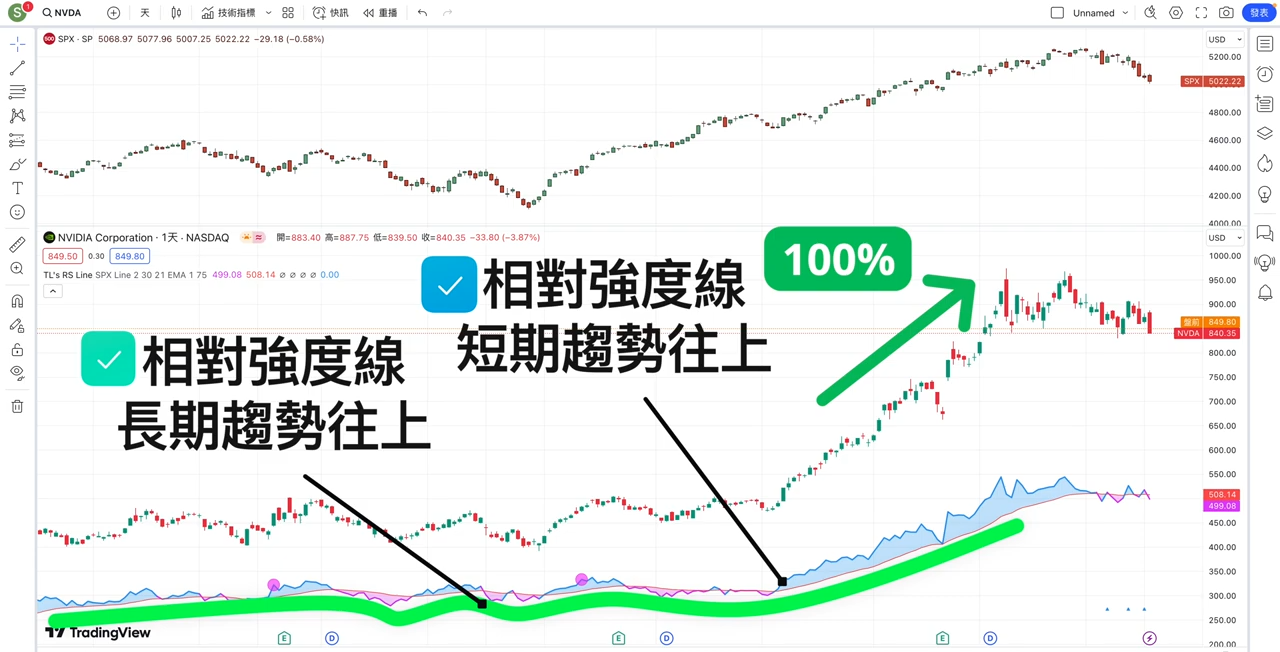 S 1 NVDA 天 技術指標 快訊 重播 Unnamed 發表
500 SPX · SP 5068.97 5077.96 5007.25 5022.22 −29.18 (−0.58%)
USD
5200.00
SPX 5022.22
5000.00
4800.00
4600.00
4400.00
4200.00
4000.00
NVIDIA Corporation · 1天 · NASDAQ 開=883.40 高=887.75 低=839.50 收=840.35 −33.80 (−3.87%)
USD
849.50 0.30 849.80
TL's RS Line SPX Line 2 30 21 EMA 1 75 499.08 508.14 ∅ ∅ ∅ ∅ 0.00
100%
相對強度線
短期趨勢往上
相對強度線
長期趨勢往上
1000.00
950.00
900.00
盤前 849.80
NVDA 840.35
800.00
750.00
700.00
650.00
600.00
550.00
508.14
499.08
450.00
400.00
350.00
300.00
250.00
200.00
TradingView
E D E D E D